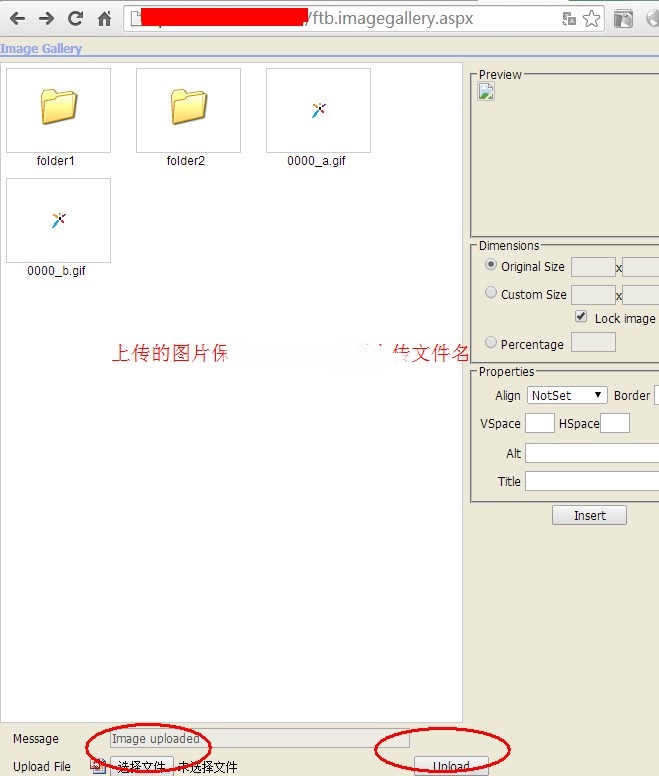 /ftb.imagegallery.aspx
Image Gallery
folder1
folder2
0000_a.gif
0000_b.gif
上传的图片保
上传文件名
Preview
Dimensions
Original Size
x
Custom Size
x
Lock image
Percentage
Properties
Align NotSet Border
VSpace HSpace
Alt
Title
Insert
Message Image uploaded
Upload File 选择文件 未选择文件 Upload